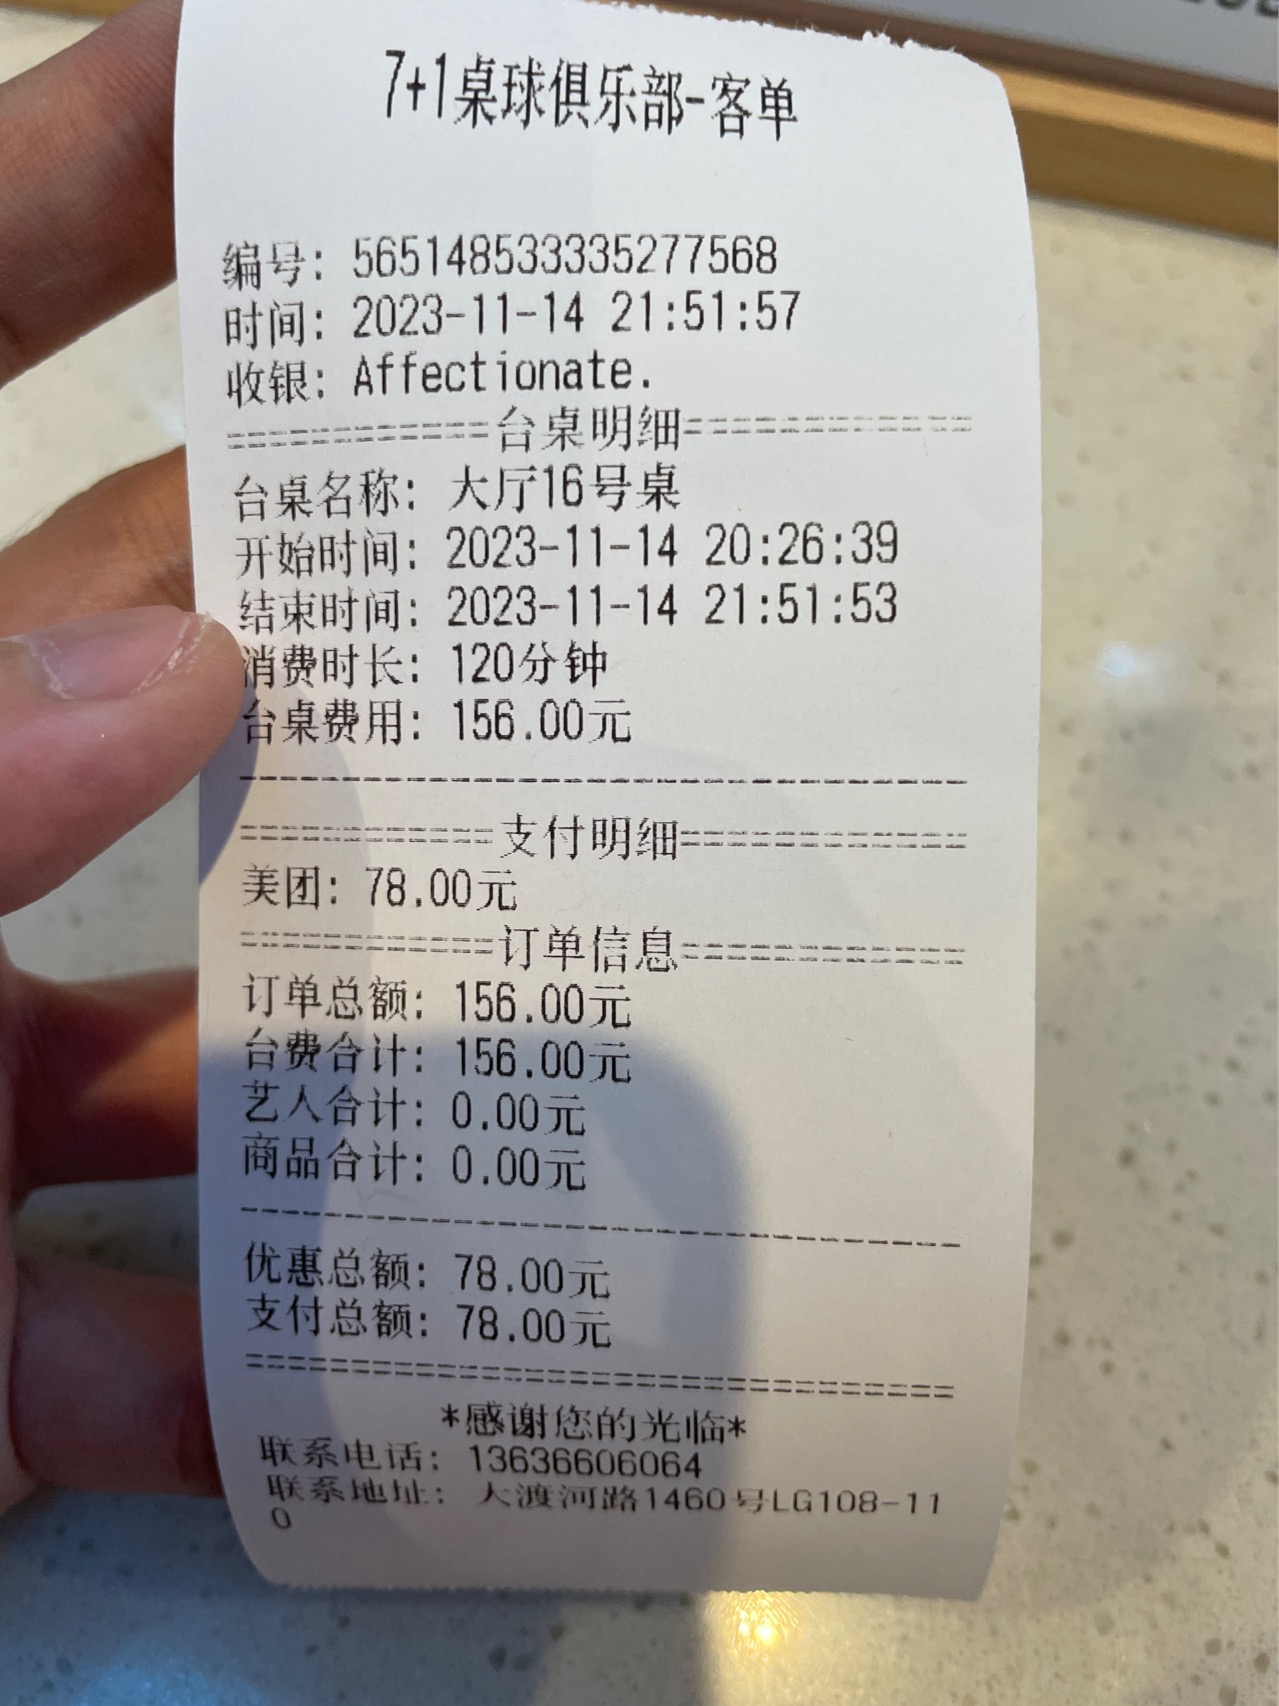 7+1桌球俱乐部-客单
编号: 565148533335277568
时间: 2023-11-14 21:51:57
收银: Affectionate.
============台桌明细=============
台桌名称: 大厅16号桌
开始时间: 2023-11-14 20:26:39
结束时间: 2023-11-14 21:51:53
消费时长: 120分钟
台桌费用: 156.00元
--------------------------------
============支付明细=============
美团: 78.00元
============订单信息=============
订单总额: 156.00元
台费合计: 156.00元
艺人合计: 0.00元
商品合计: 0.00元
--------------------------------
优惠总额: 78.00元
支付总额: 78.00元
================================
*感谢您的光临*
联系电话: 13636606064
联系地址: 大渡河路1460号LG108-11
0